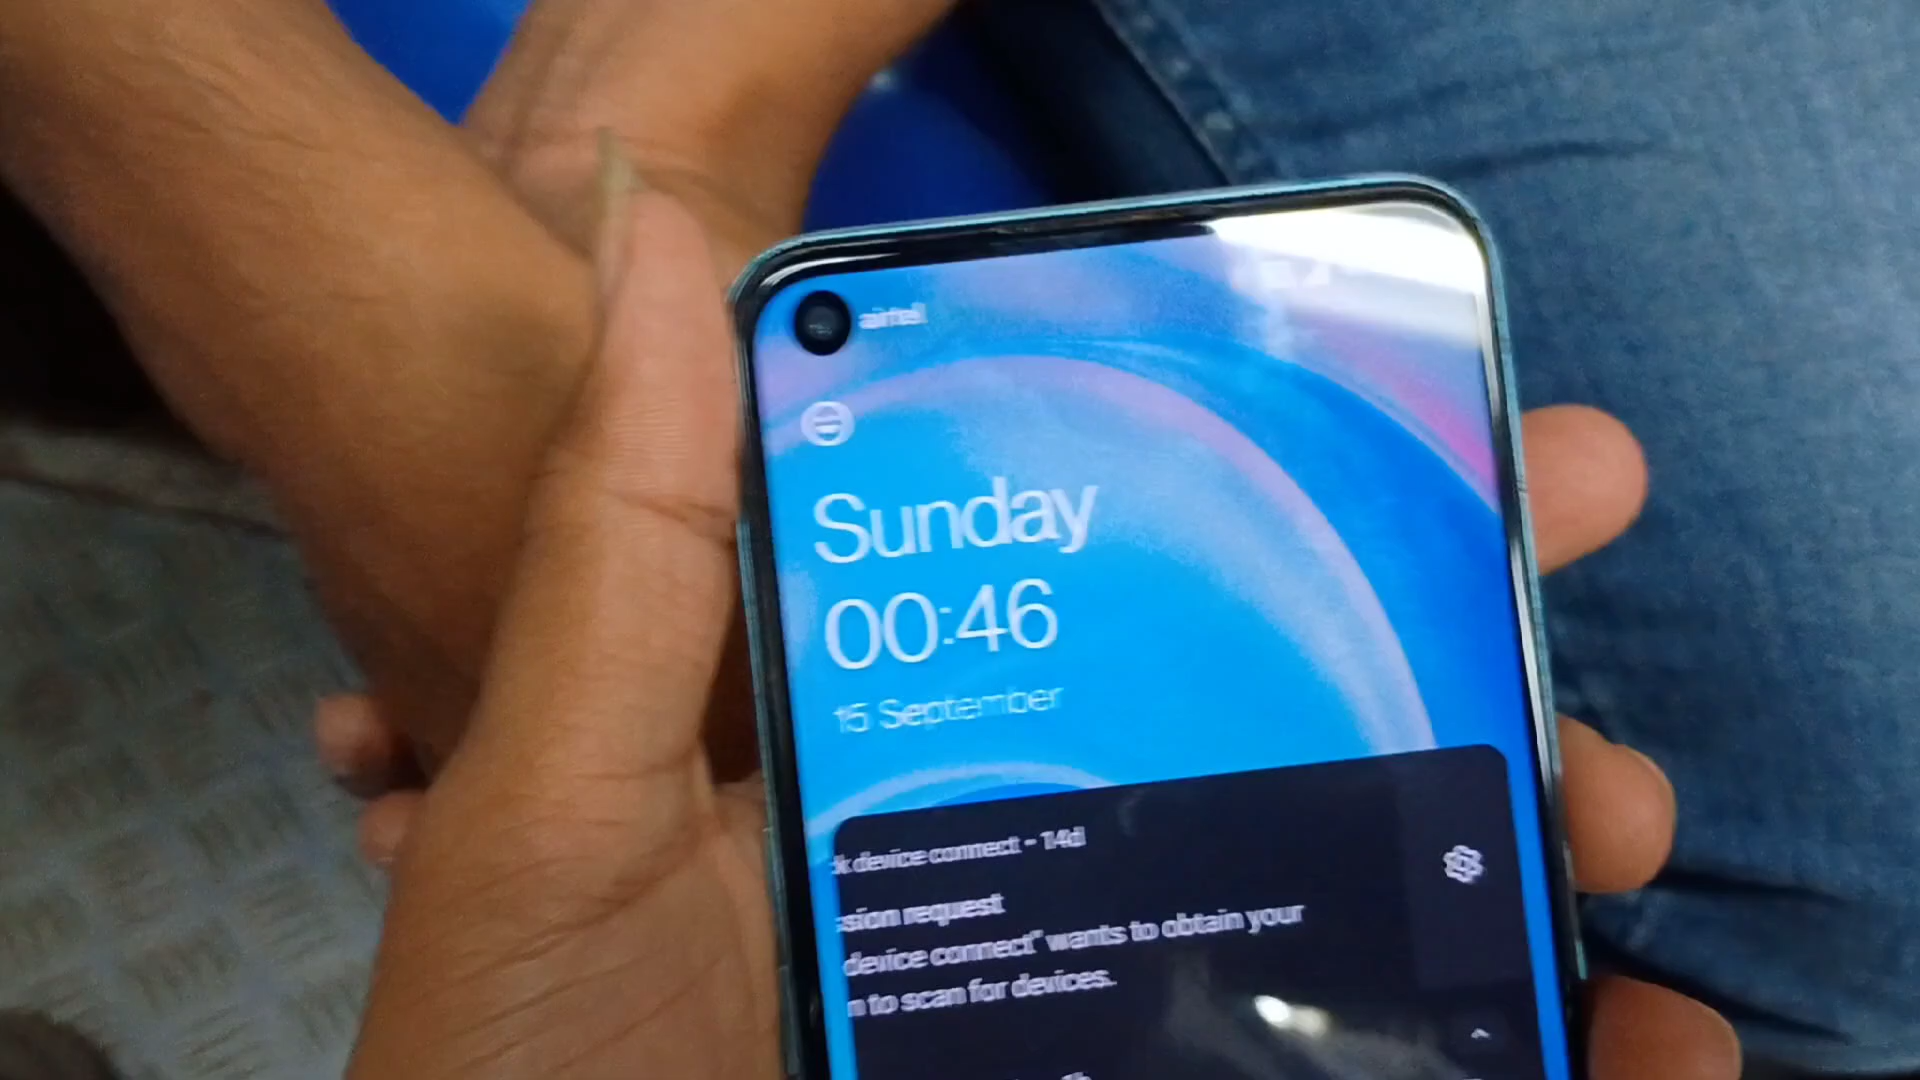 airtel
Sunday
00:46
15 September
k device connect • 14d
sion request
device connect" wants to obtain your
n to scan for devices.